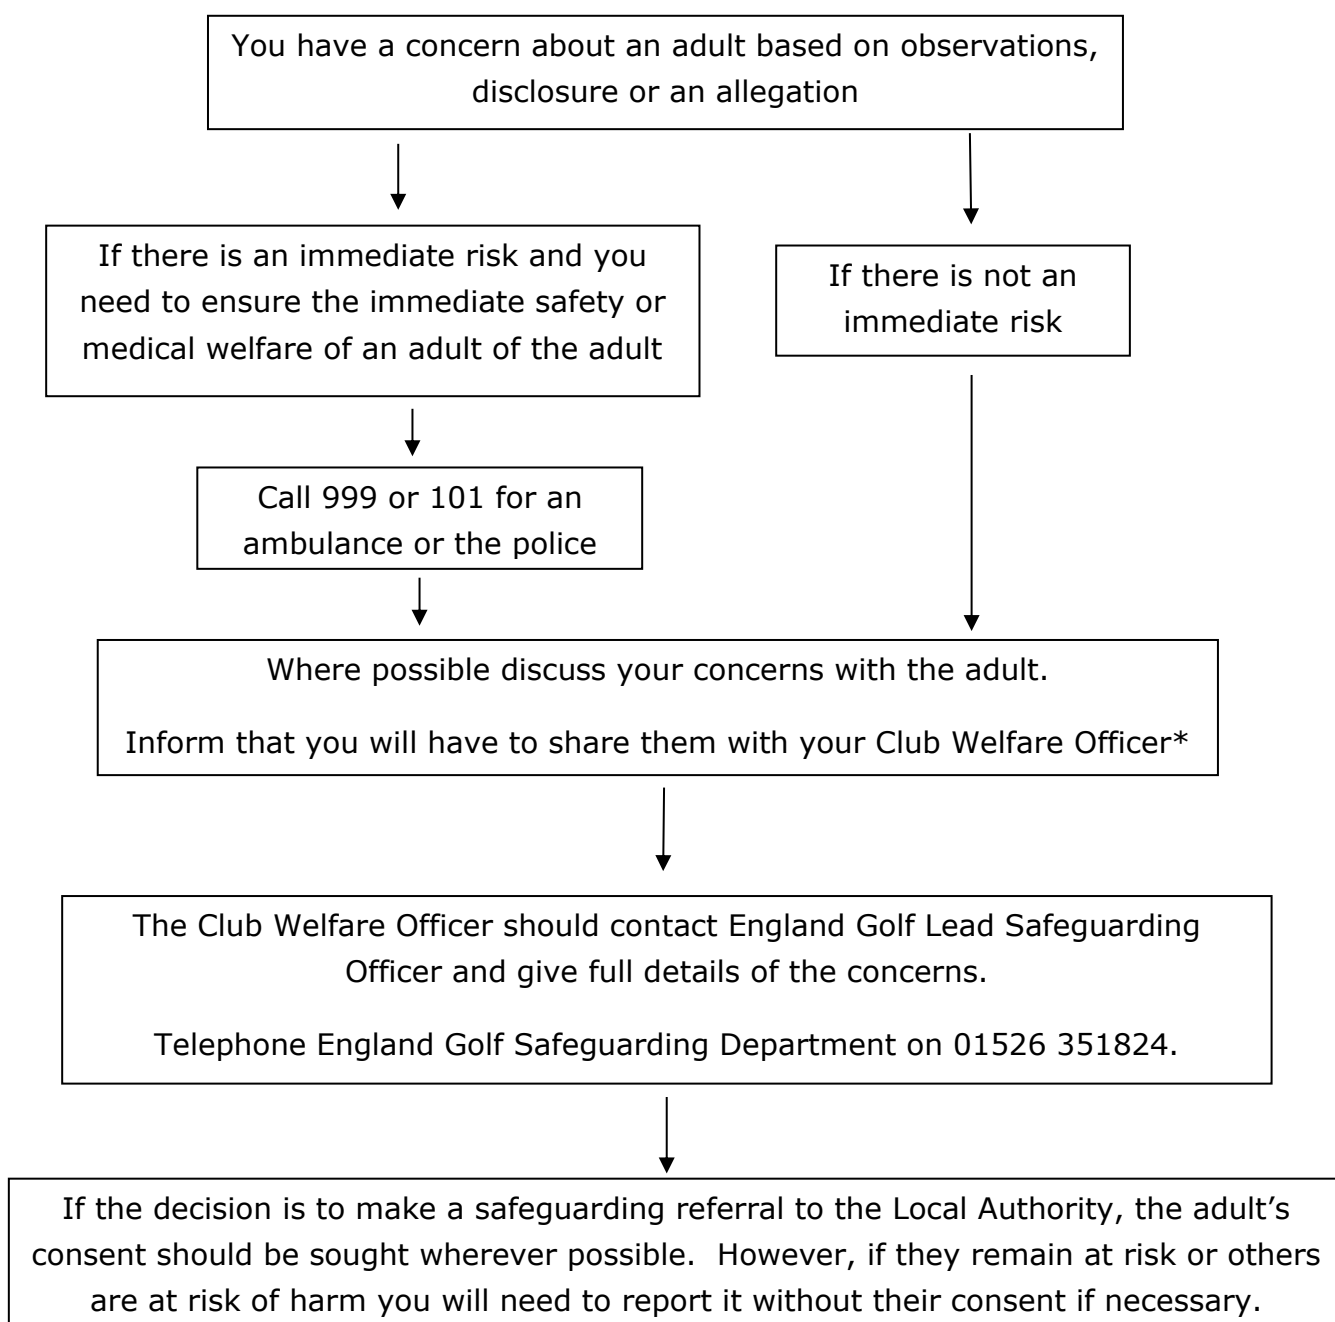 You have a concern about an adult based on observations,
disclosure or an allegation
If there is an immediate risk and you
need to ensure the immediate safety or
medical welfare of an adult of the adult
If there is not an
immediate risk
Call 999 or 101 for an
ambulance or the police
Where possible discuss your concerns with the adult.
Inform that you will have to share them with your Club Welfare Officer*
The Club Welfare Officer should contact England Golf Lead Safeguarding
Officer and give full details of the concerns.
Telephone England Golf Safeguarding Department on 01526 351824.
If the decision is to make a safeguarding referral to the Local Authority, the adult’s
consent should be sought wherever possible.  However, if they remain at risk or others
are at risk of harm you will need to report it without their consent if necessary.